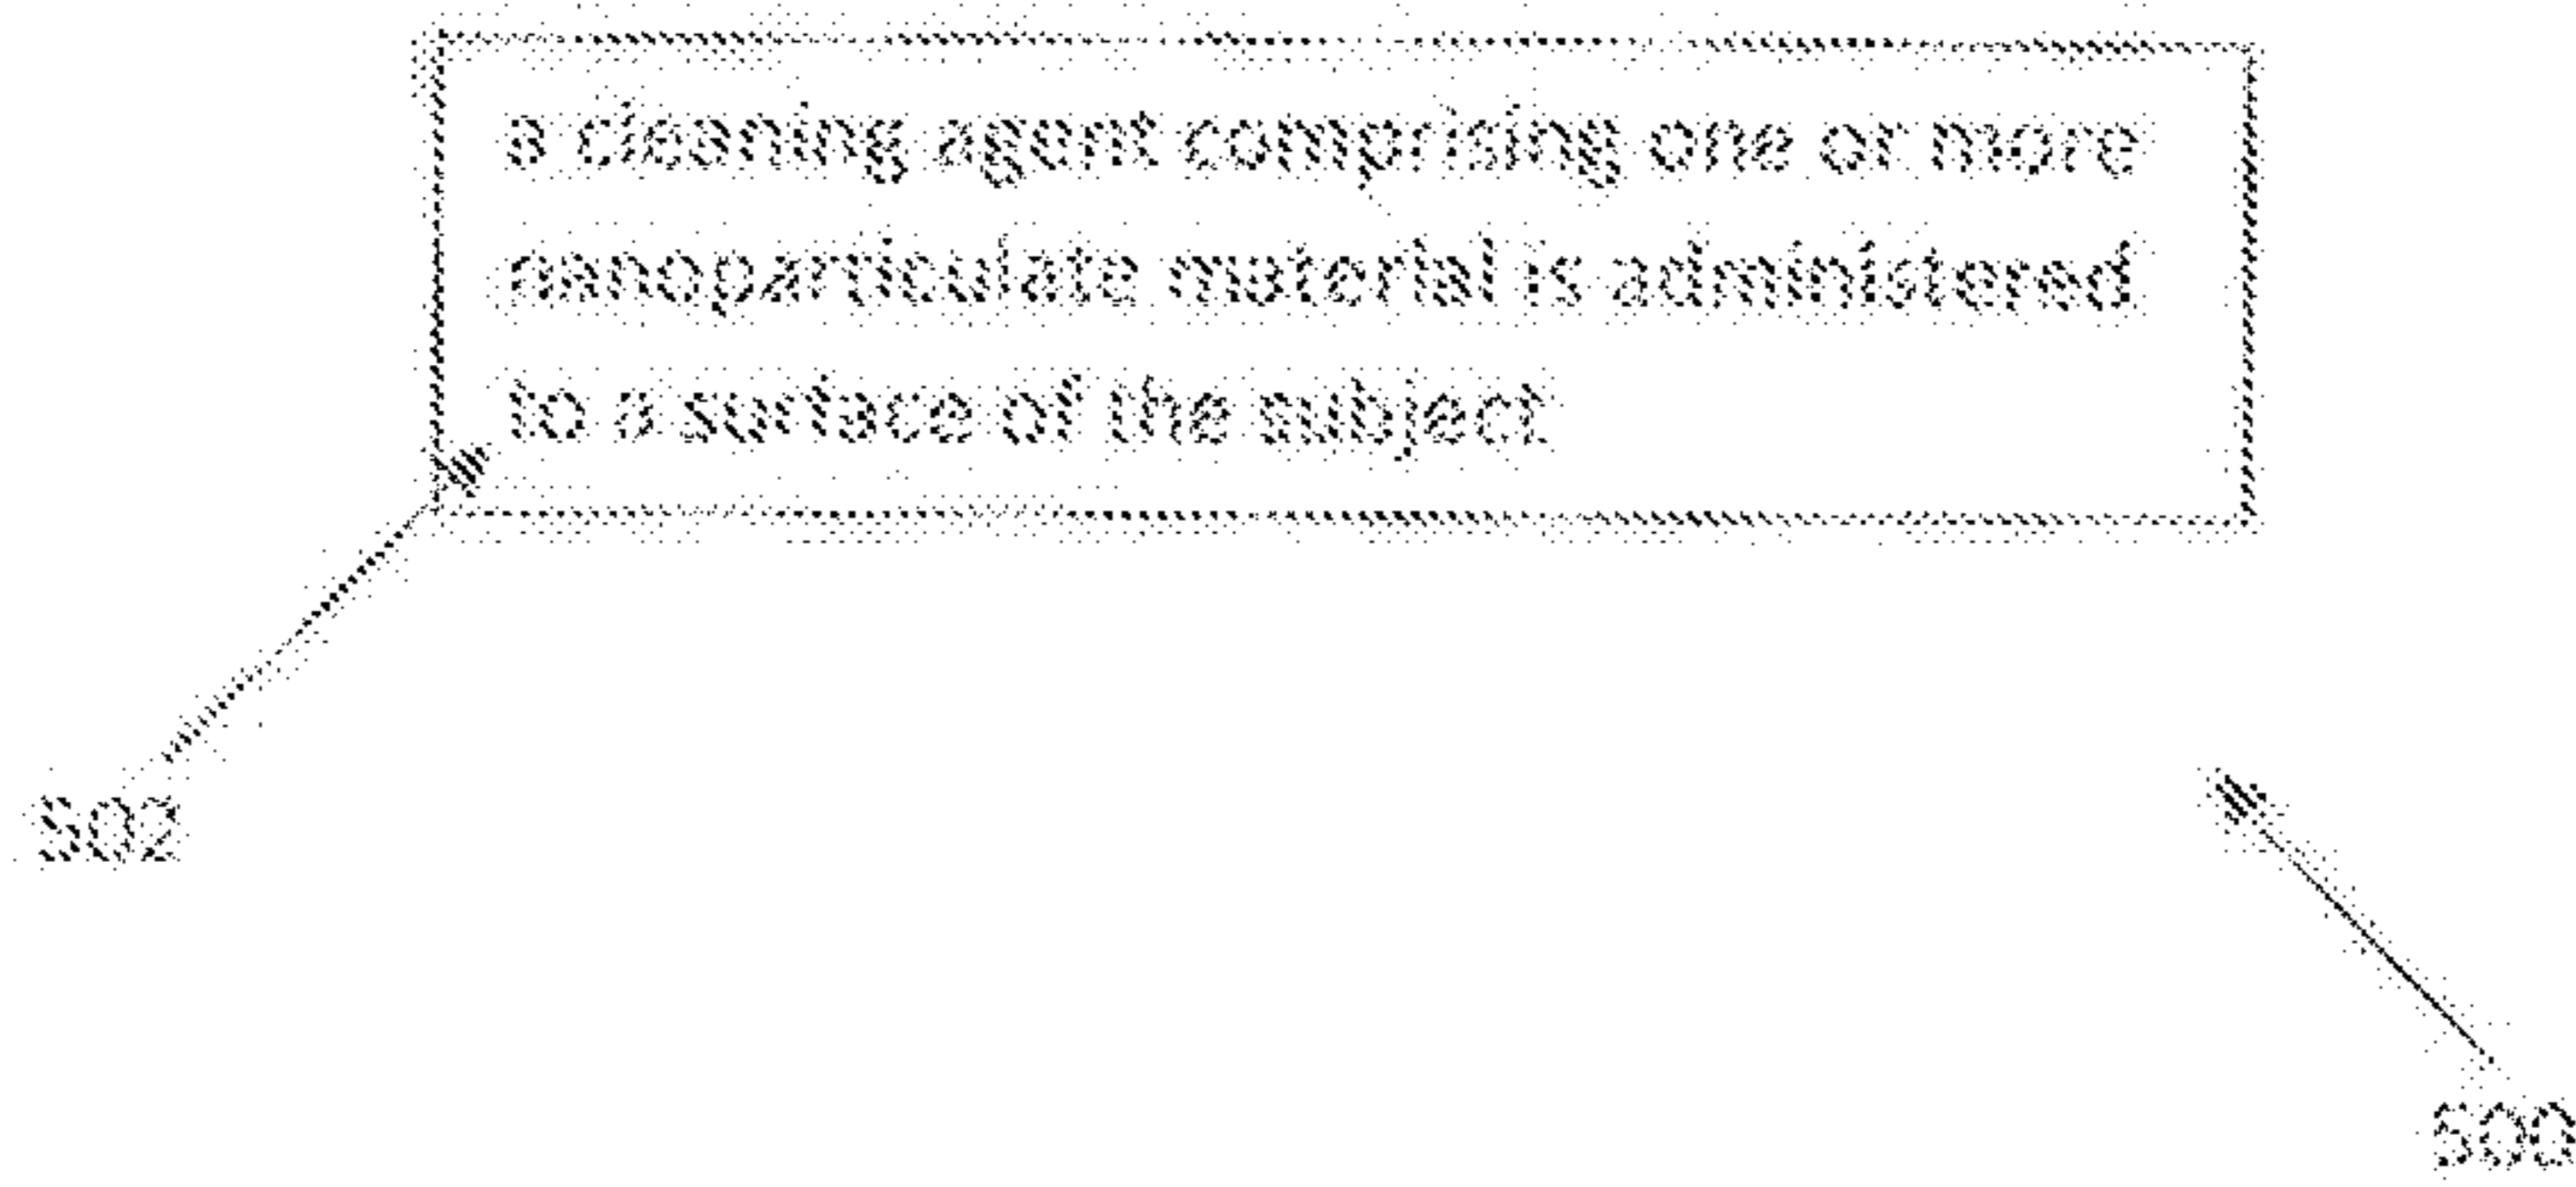 a cleaning agent comprising one or more
nanoparticulate material is administered
to a surface of the subject
502
500